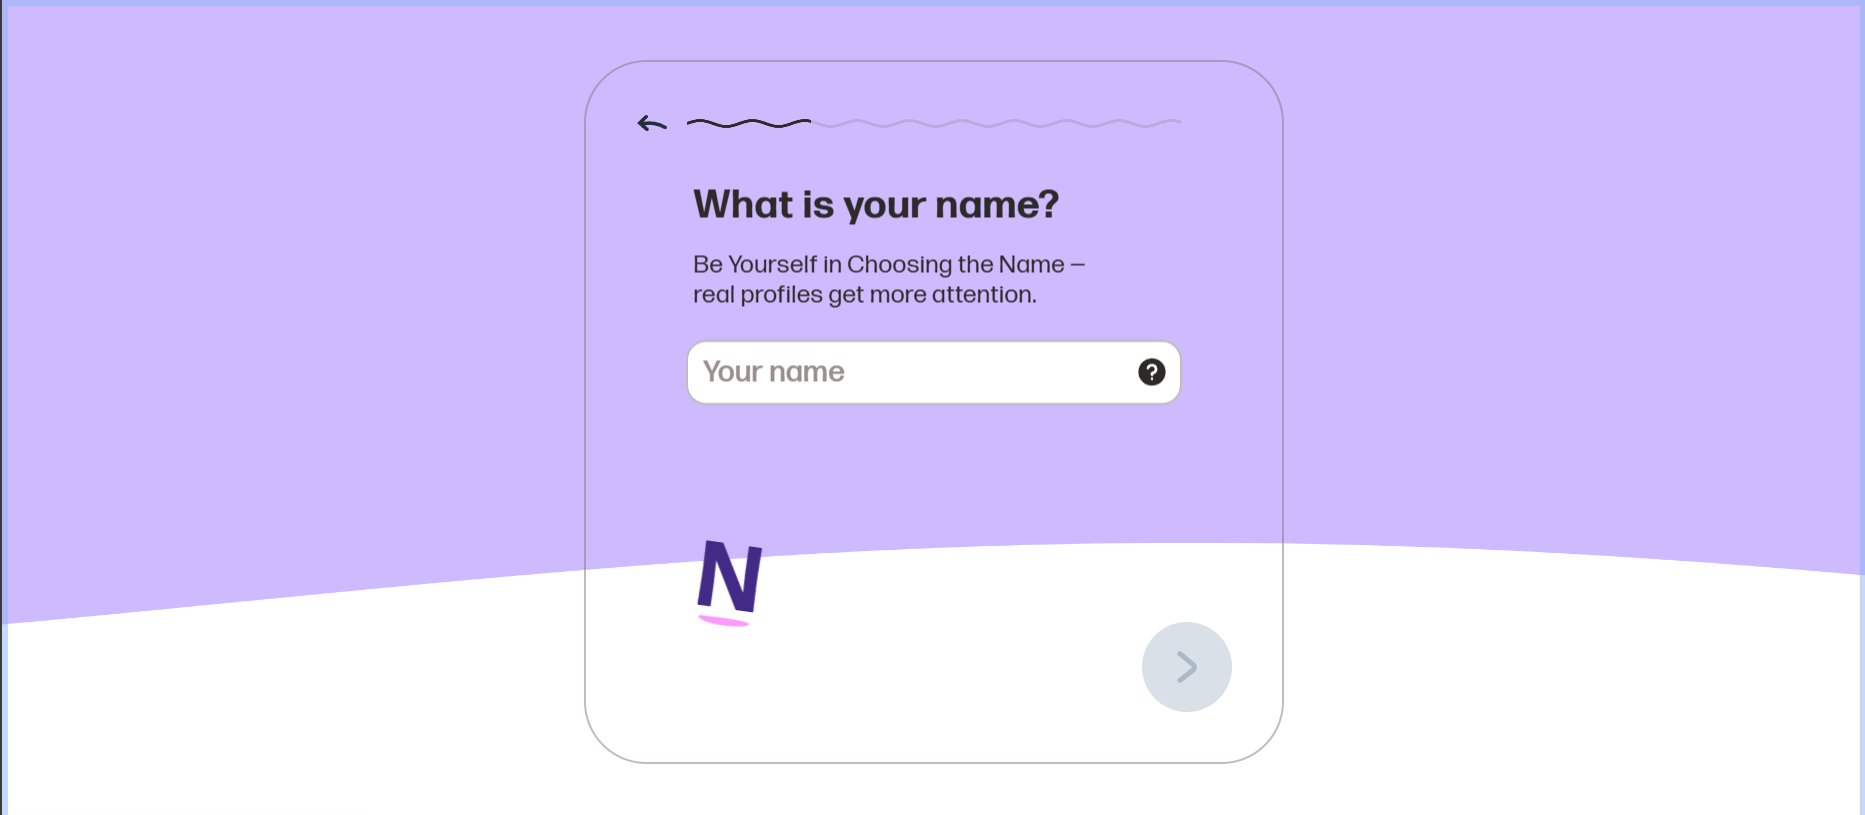 What is your name?
Be Yourself in Choosing the Name –
real profiles get more attention.
Your name
?
N